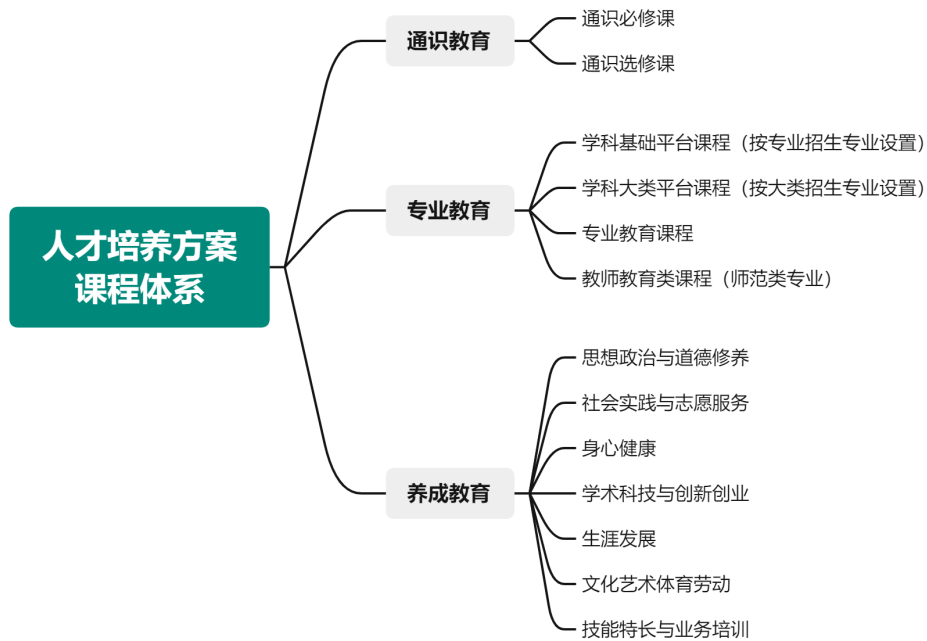 人才培养方案
课程体系
通识教育
通识必修课
通识选修课
专业教育
学科基础平台课程（按专业招生专业设置）
学科大类平台课程（按大类招生专业设置）
专业教育课程
教师教育类课程（师范类专业）
养成教育
思想政治与道德修养
社会实践与志愿服务
身心健康
学术科技与创新创业
生涯发展
文化艺术体育劳动
技能特长与业务培训